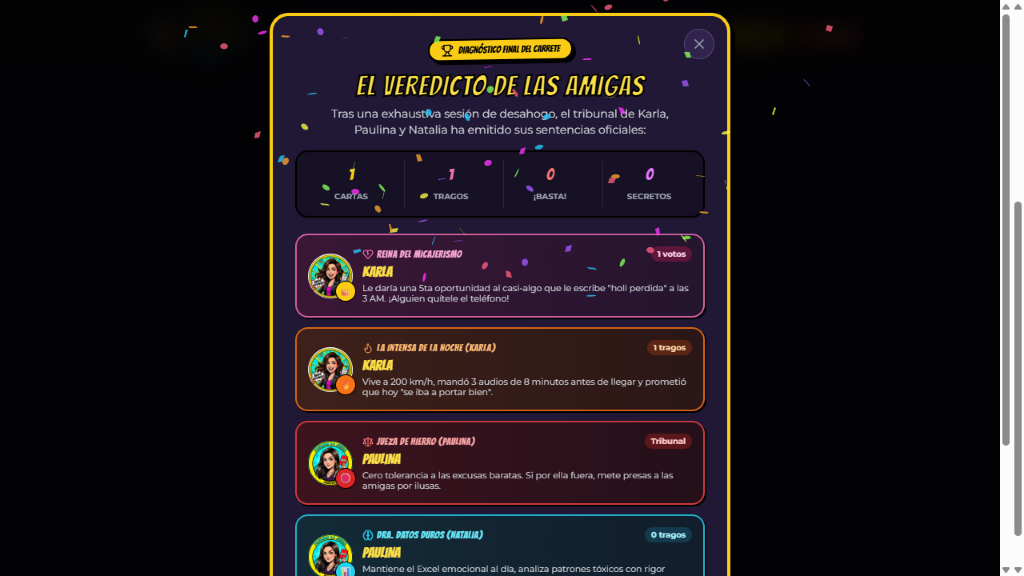 DIAGNÓSTICO FINAL DEL CARRETE
EL VEREDICTO DE LAS AMIGAS
Tras una exhaustiva sesión de desahogo, el tribunal de Karla,
Paulina y Natalia ha emitido sus sentencias oficiales:
1 1 0 0
CARTAS TRAGOS ¡BASTA! SECRETOS
REINA DEL MICAJERISMO 1 votos
KARLA
Le daría una 5ta oportunidad al casi-algo que le escribe "holi perdida" a las
3 AM. ¡Alguien quítele el teléfono!
LA INTENSA DE LA NOCHE (KARLA) 1 tragos
KARLA
Vive a 200 km/h, mandó 3 audios de 8 minutos antes de llegar y prometió
que hoy "se iba a portar bien".
JUEZA DE HIERRO (PAULINA) Tribunal
PAULINA
Cero tolerancia a las excusas baratas. Si por ella fuera, mete presas a las
amigas por ilusas.
DRA. DATOS DUROS (NATALIA) 0 tragos
PAULINA
Mantiene el Excel emocional al día, analiza patrones tóxicos con rigor